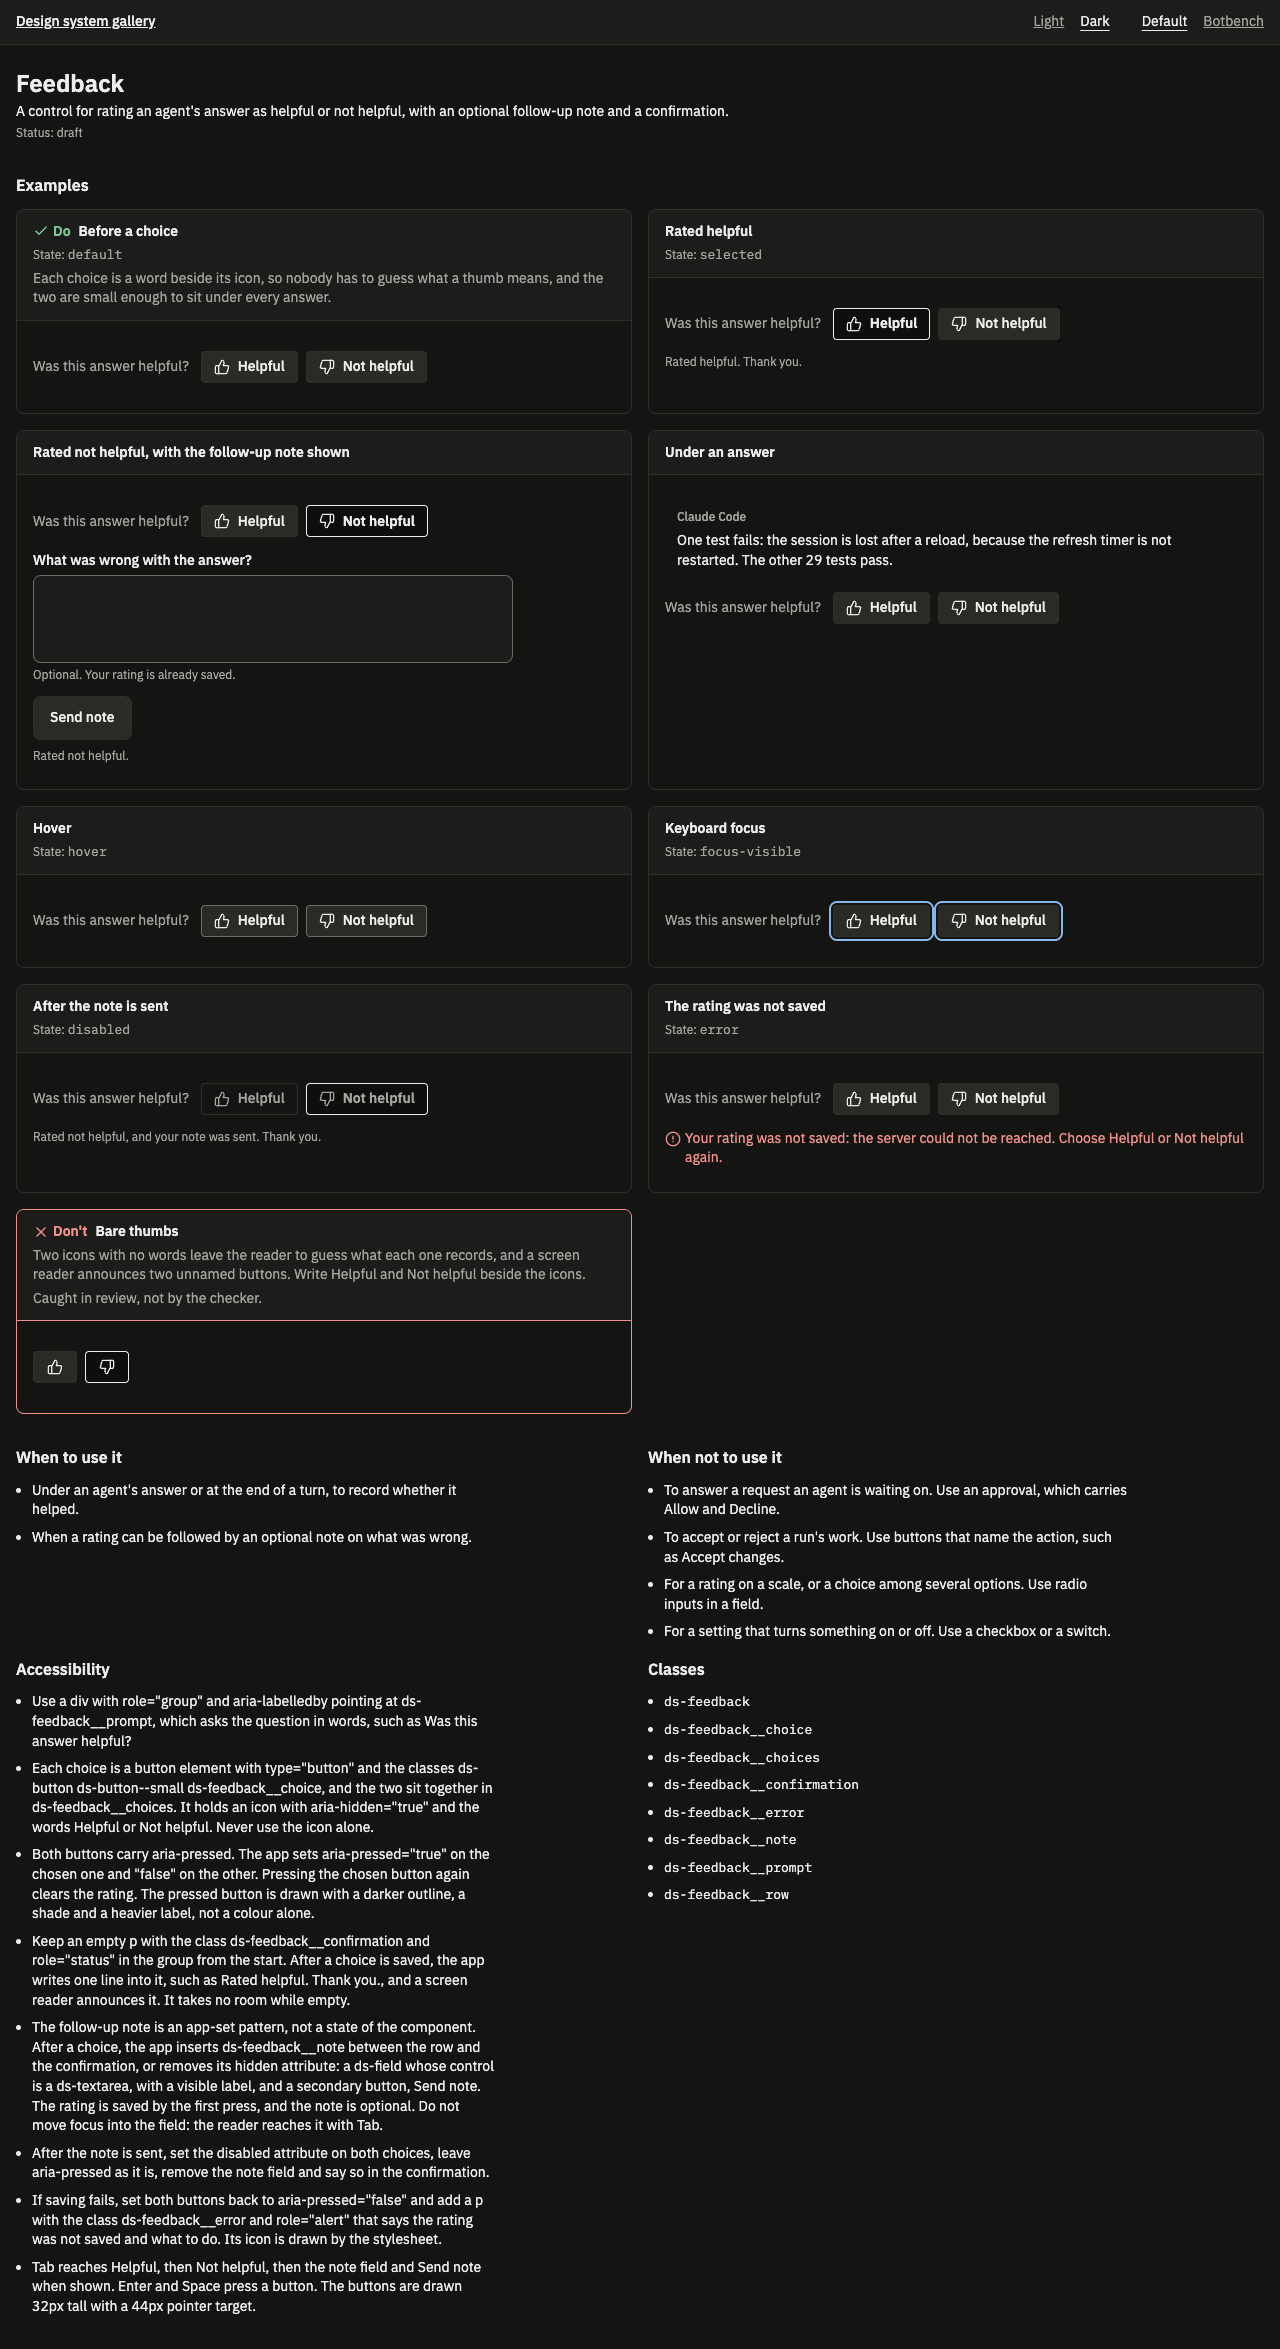 Design system gallery
Light Dark Default Botbench
Feedback
A control for rating an agent's answer as helpful or not helpful, with an optional follow-up note and a confirmation.
Status: draft
Examples
Do Before a choice
State: default
Each choice is a word beside its icon, so nobody has to guess what a thumb means, and the
two are small enough to sit under every answer.
Was this answer helpful? Helpful Not helpful
Rated helpful
State: selected
Was this answer helpful? Helpful Not helpful
Rated helpful. Thank you.
Rated not helpful, with the follow-up note shown
Was this answer helpful? Helpful Not helpful
What was wrong with the answer?
Optional. Your rating is already saved.
Send note
Rated not helpful.
Under an answer
Claude Code
One test fails: the session is lost after a reload, because the refresh timer is not
restarted. The other 29 tests pass.
Was this answer helpful? Helpful Not helpful
Hover
State: hover
Was this answer helpful? Helpful Not helpful
Keyboard focus
State: focus-visible
Was this answer helpful? Helpful Not helpful
After the note is sent
State: disabled
Was this answer helpful? Helpful Not helpful
Rated not helpful, and your note was sent. Thank you.
The rating was not saved
State: error
Was this answer helpful? Helpful Not helpful
Your rating was not saved: the server could not be reached. Choose Helpful or Not helpful
again.
Don't Bare thumbs
Two icons with no words leave the reader to guess what each one records, and a screen
reader announces two unnamed buttons. Write Helpful and Not helpful beside the icons.
Caught in review, not by the checker.
When to use it
• Under an agent's answer or at the end of a turn, to record whether it
helped.
• When a rating can be followed by an optional note on what was wrong.
When not to use it
• To answer a request an agent is waiting on. Use an approval, which carries
Allow and Decline.
• To accept or reject a run's work. Use buttons that name the action, such
as Accept changes.
• For a rating on a scale, or a choice among several options. Use radio
inputs in a field.
• For a setting that turns something on or off. Use a checkbox or a switch.
Accessibility
• Use a div with role="group" and aria-labelledby pointing at ds-
feedback__prompt, which asks the question in words, such as Was this
answer helpful?
• Each choice is a button element with type="button" and the classes ds-
button ds-button--small ds-feedback__choice, and the two sit together in
ds-feedback__choices. It holds an icon with aria-hidden="true" and the
words Helpful or Not helpful. Never use the icon alone.
• Both buttons carry aria-pressed. The app sets aria-pressed="true" on the
chosen one and "false" on the other. Pressing the chosen button again
clears the rating. The pressed button is drawn with a darker outline, a
shade and a heavier label, not a colour alone.
• Keep an empty p with the class ds-feedback__confirmation and
role="status" in the group from the start. After a choice is saved, the app
writes one line into it, such as Rated helpful. Thank you., and a screen
reader announces it. It takes no room while empty.
• The follow-up note is an app-set pattern, not a state of the component.
After a choice, the app inserts ds-feedback__note between the row and
the confirmation, or removes its hidden attribute: a ds-field whose control
is a ds-textarea, with a visible label, and a secondary button, Send note.
The rating is saved by the first press, and the note is optional. Do not
move focus into the field: the reader reaches it with Tab.
• After the note is sent, set the disabled attribute on both choices, leave
aria-pressed as it is, remove the note field and say so in the confirmation.
• If saving fails, set both buttons back to aria-pressed="false" and add a p
with the class ds-feedback__error and role="alert" that says the rating
was not saved and what to do. Its icon is drawn by the stylesheet.
• Tab reaches Helpful, then Not helpful, then the note field and Send note
when shown. Enter and Space press a button. The buttons are drawn
32px tall with a 44px pointer target.
Classes
• ds-feedback
• ds-feedback__choice
• ds-feedback__choices
• ds-feedback__confirmation
• ds-feedback__error
• ds-feedback__note
• ds-feedback__prompt
• ds-feedback__row